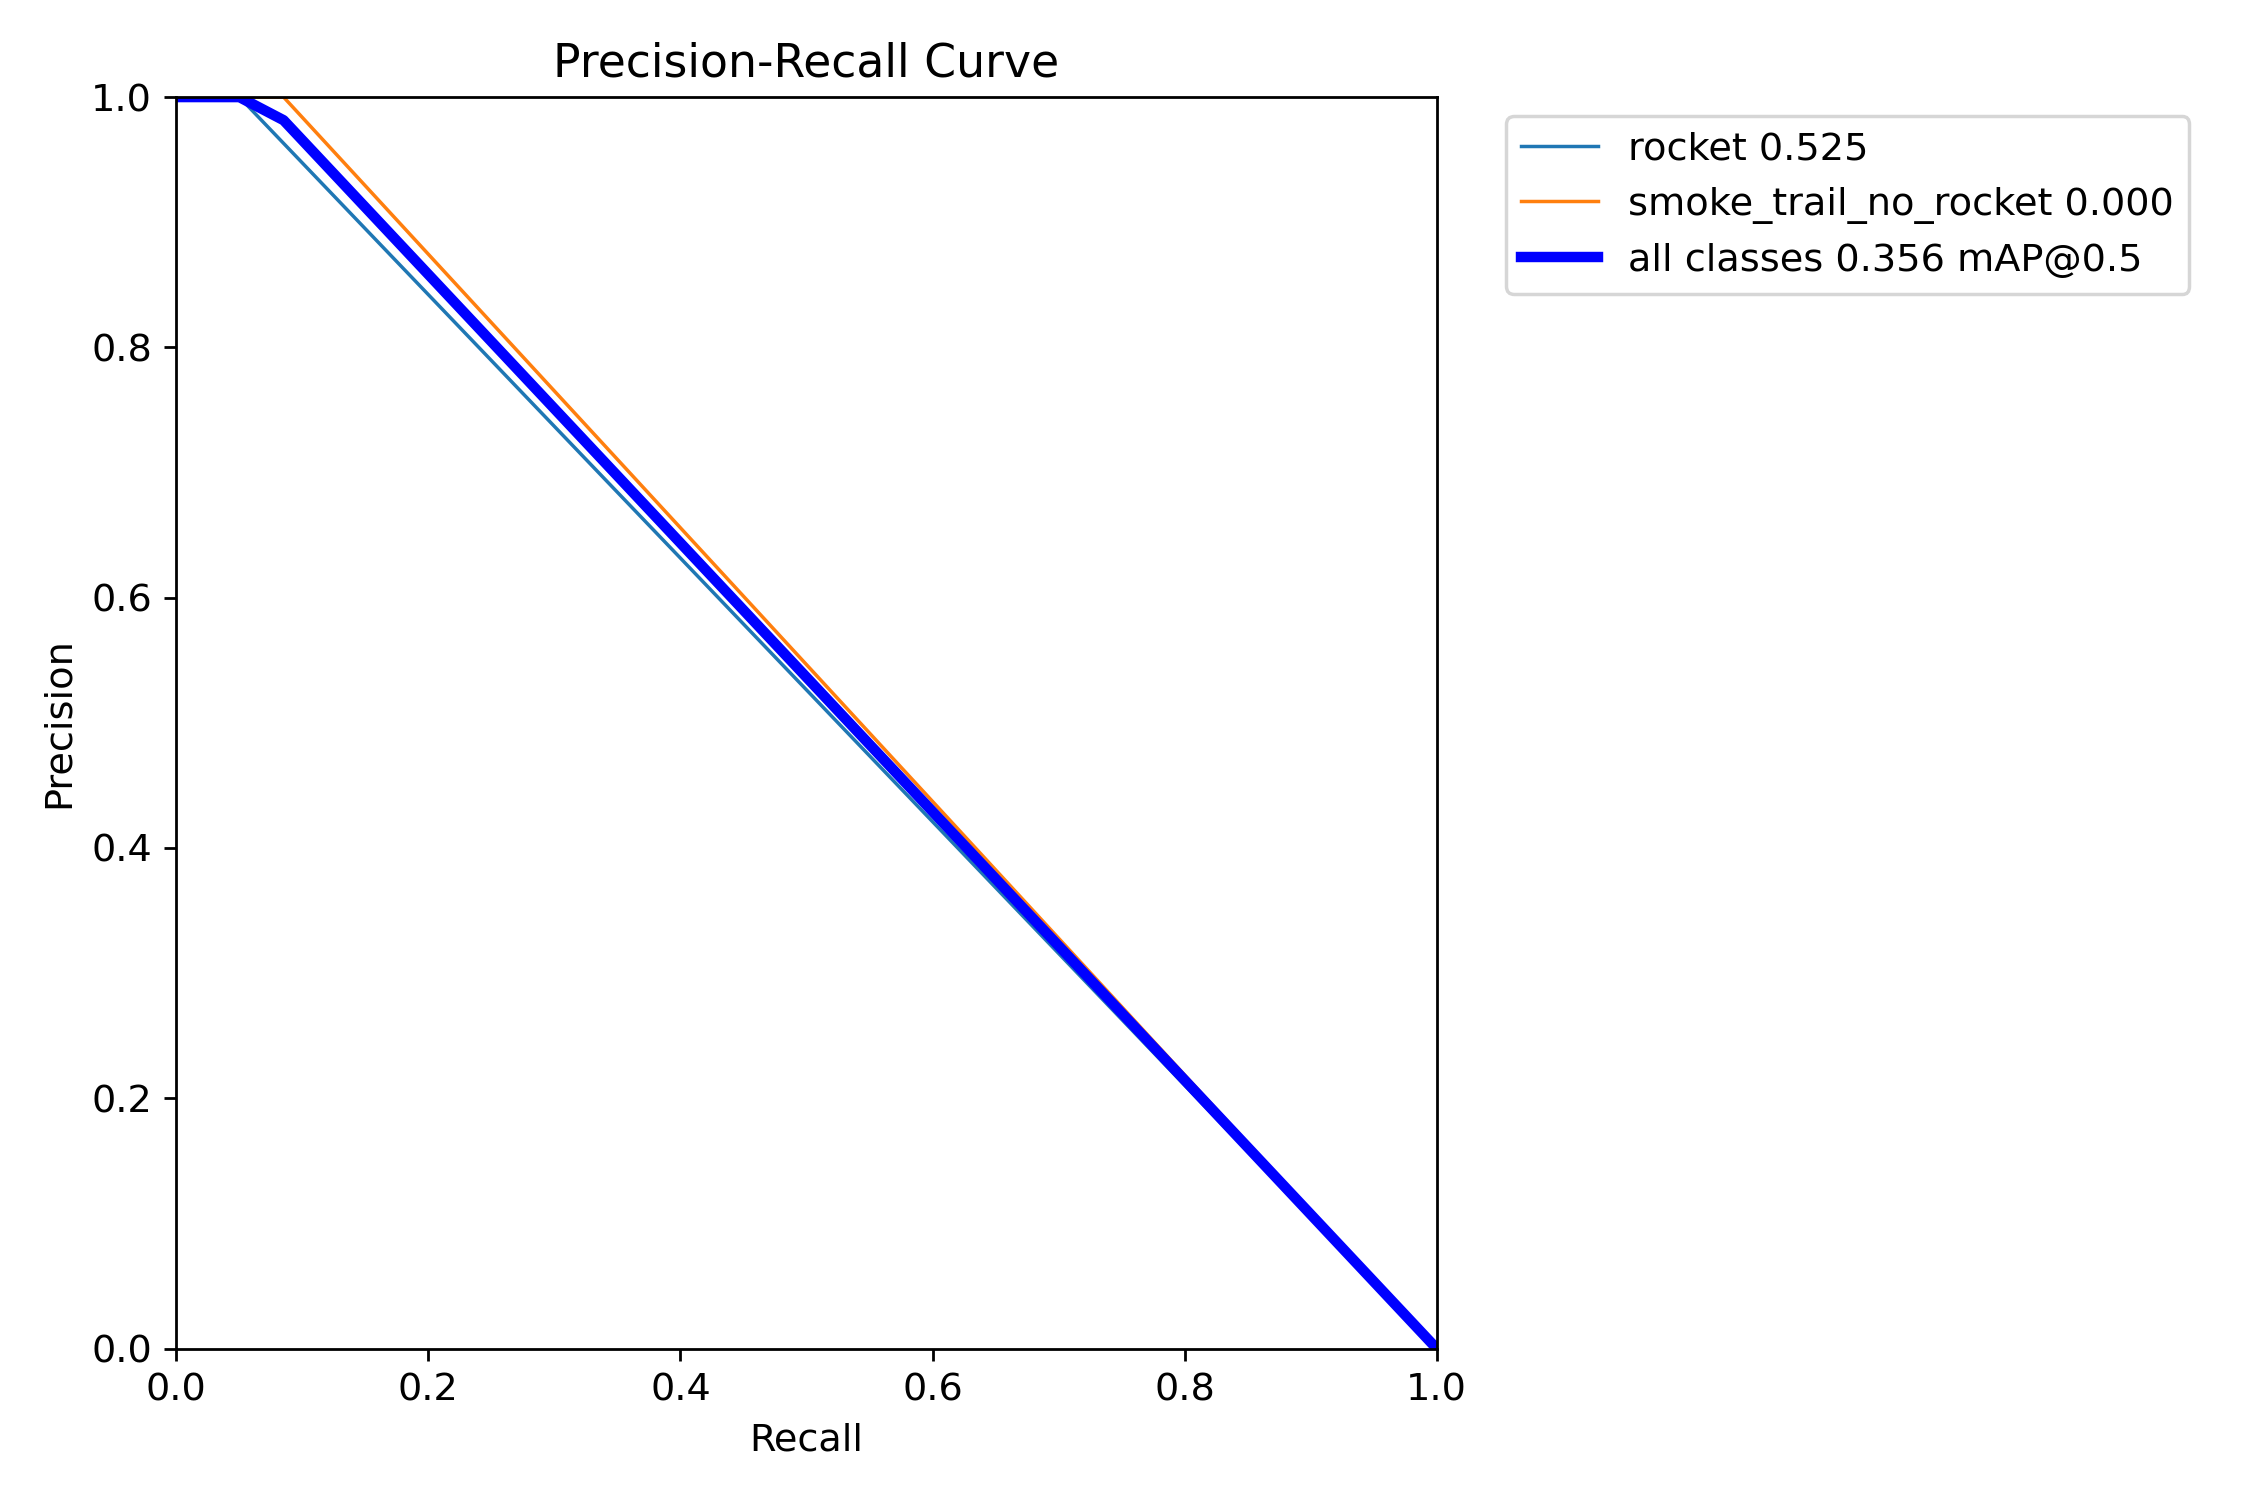 Precision-Recall Curve
1.0
0.8
0.6
0.4
0.2
0.0
Precision
0.0 0.2 0.4 0.6 0.8 1.0
Recall
rocket 0.525
smoke_trail_no_rocket 0.000
all classes 0.356 mAP@0.5